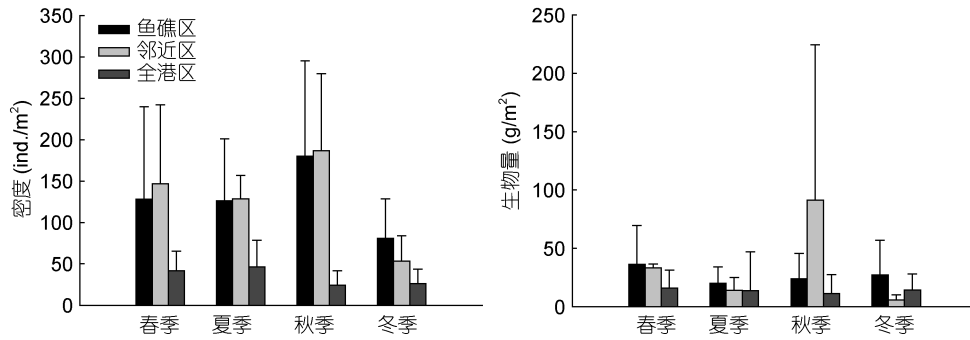 350
300
250
200
150
100
50
0
密度 (ind./m²)
鱼礁区
邻近区
全港区
春季
夏季
秋季
冬季
250
200
150
100
50
0
生物量 (g/m²)
春季
夏季
秋季
冬季